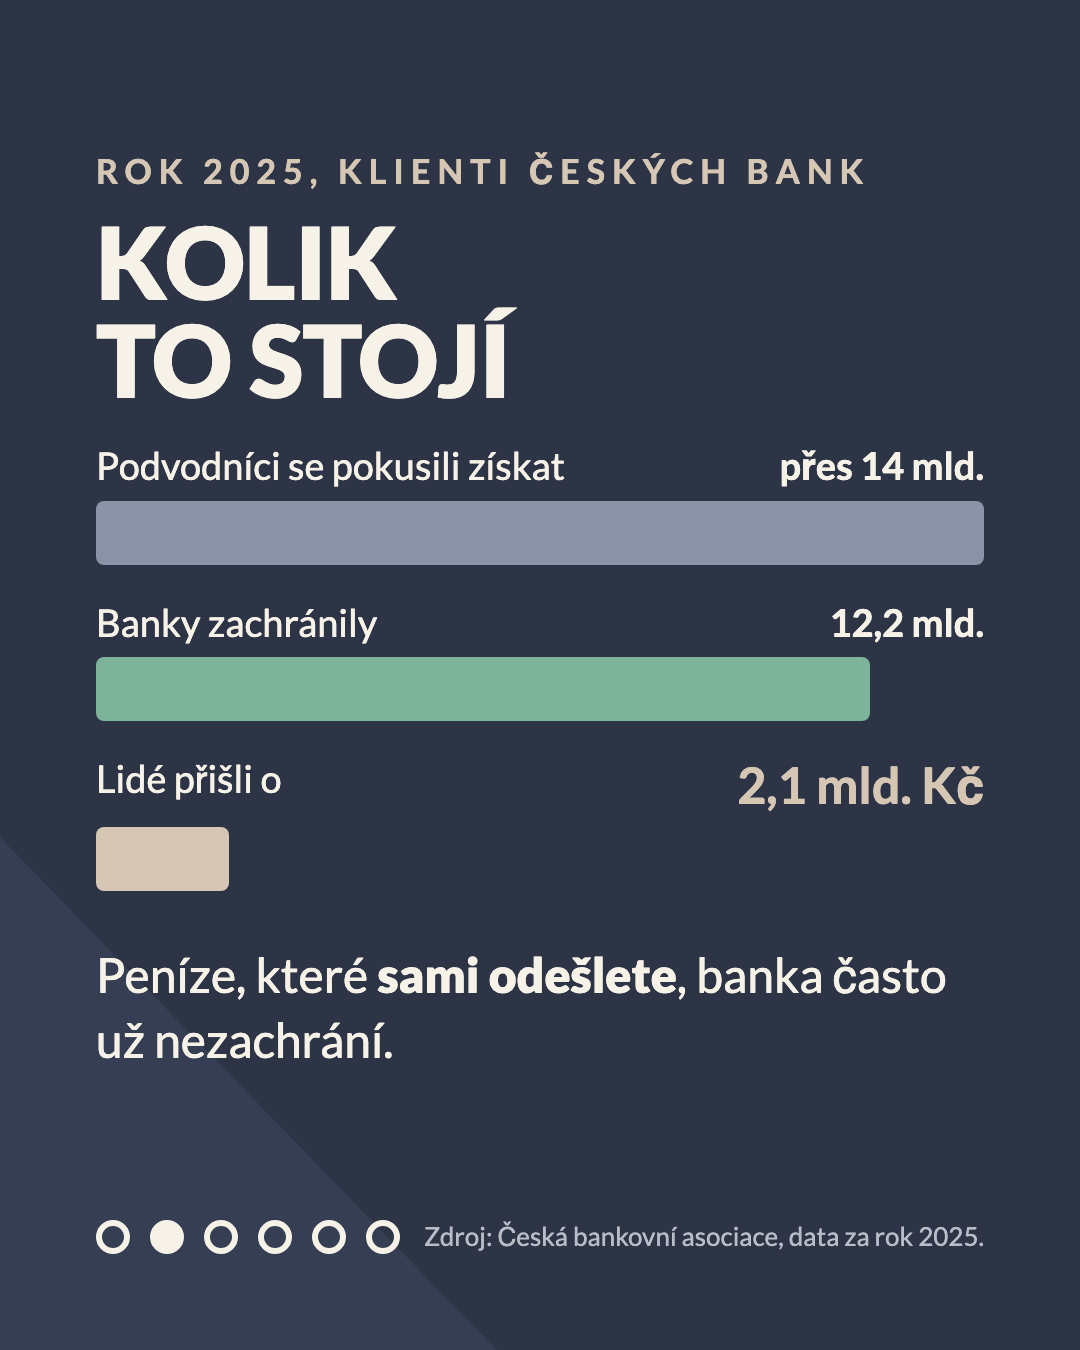 ROK 2025, KLIENTI ČESKÝCH BANK
KOLIK
TO STOJÍ
Podvodníci se pokusili získat přes 14 mld.
Banky zachránily 12,2 mld.
Lidé přišli o 2,1 mld. Kč
Peníze, které sami odešlete, banka často
už nezachrání.
Zdroj: Česká bankovní asociace, data za rok 2025.